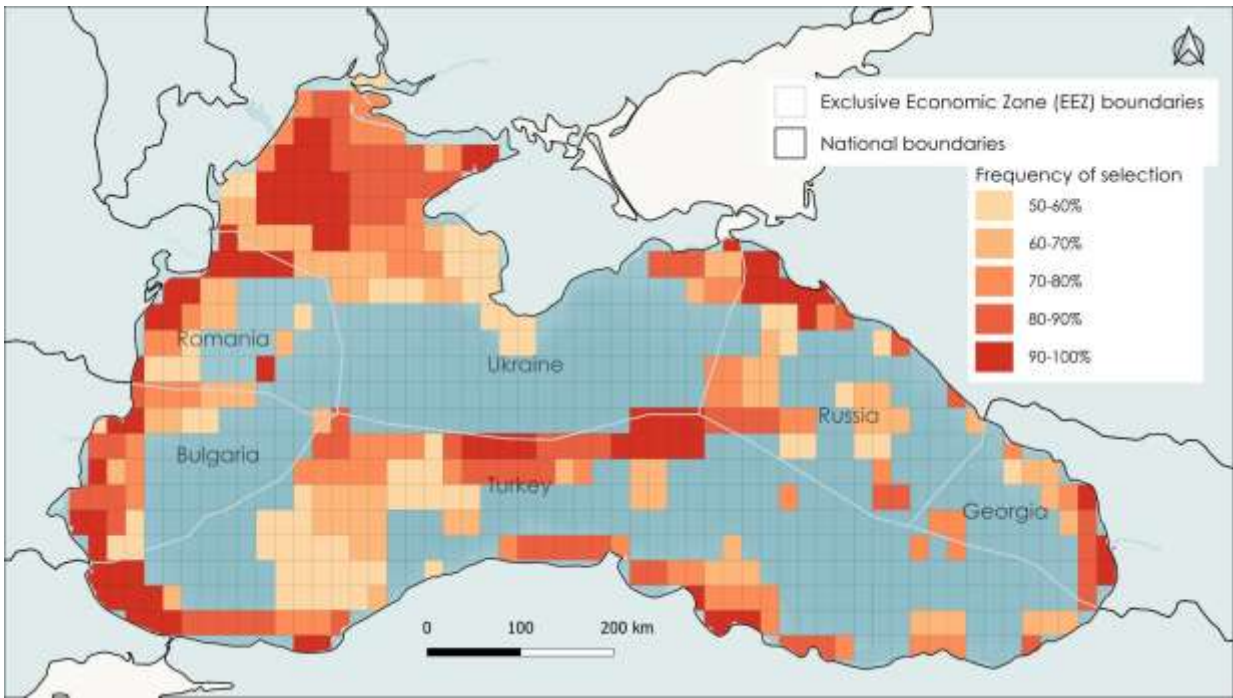 Exclusive Economic Zone (EEZ) boundaries
National boundaries
Frequency of selection
50-60%
60-70%
70-80%
80-90%
90-100%
Romania
Ukraine
Russia
Bulgaria
Turkey
Georgia
0 100 200 km